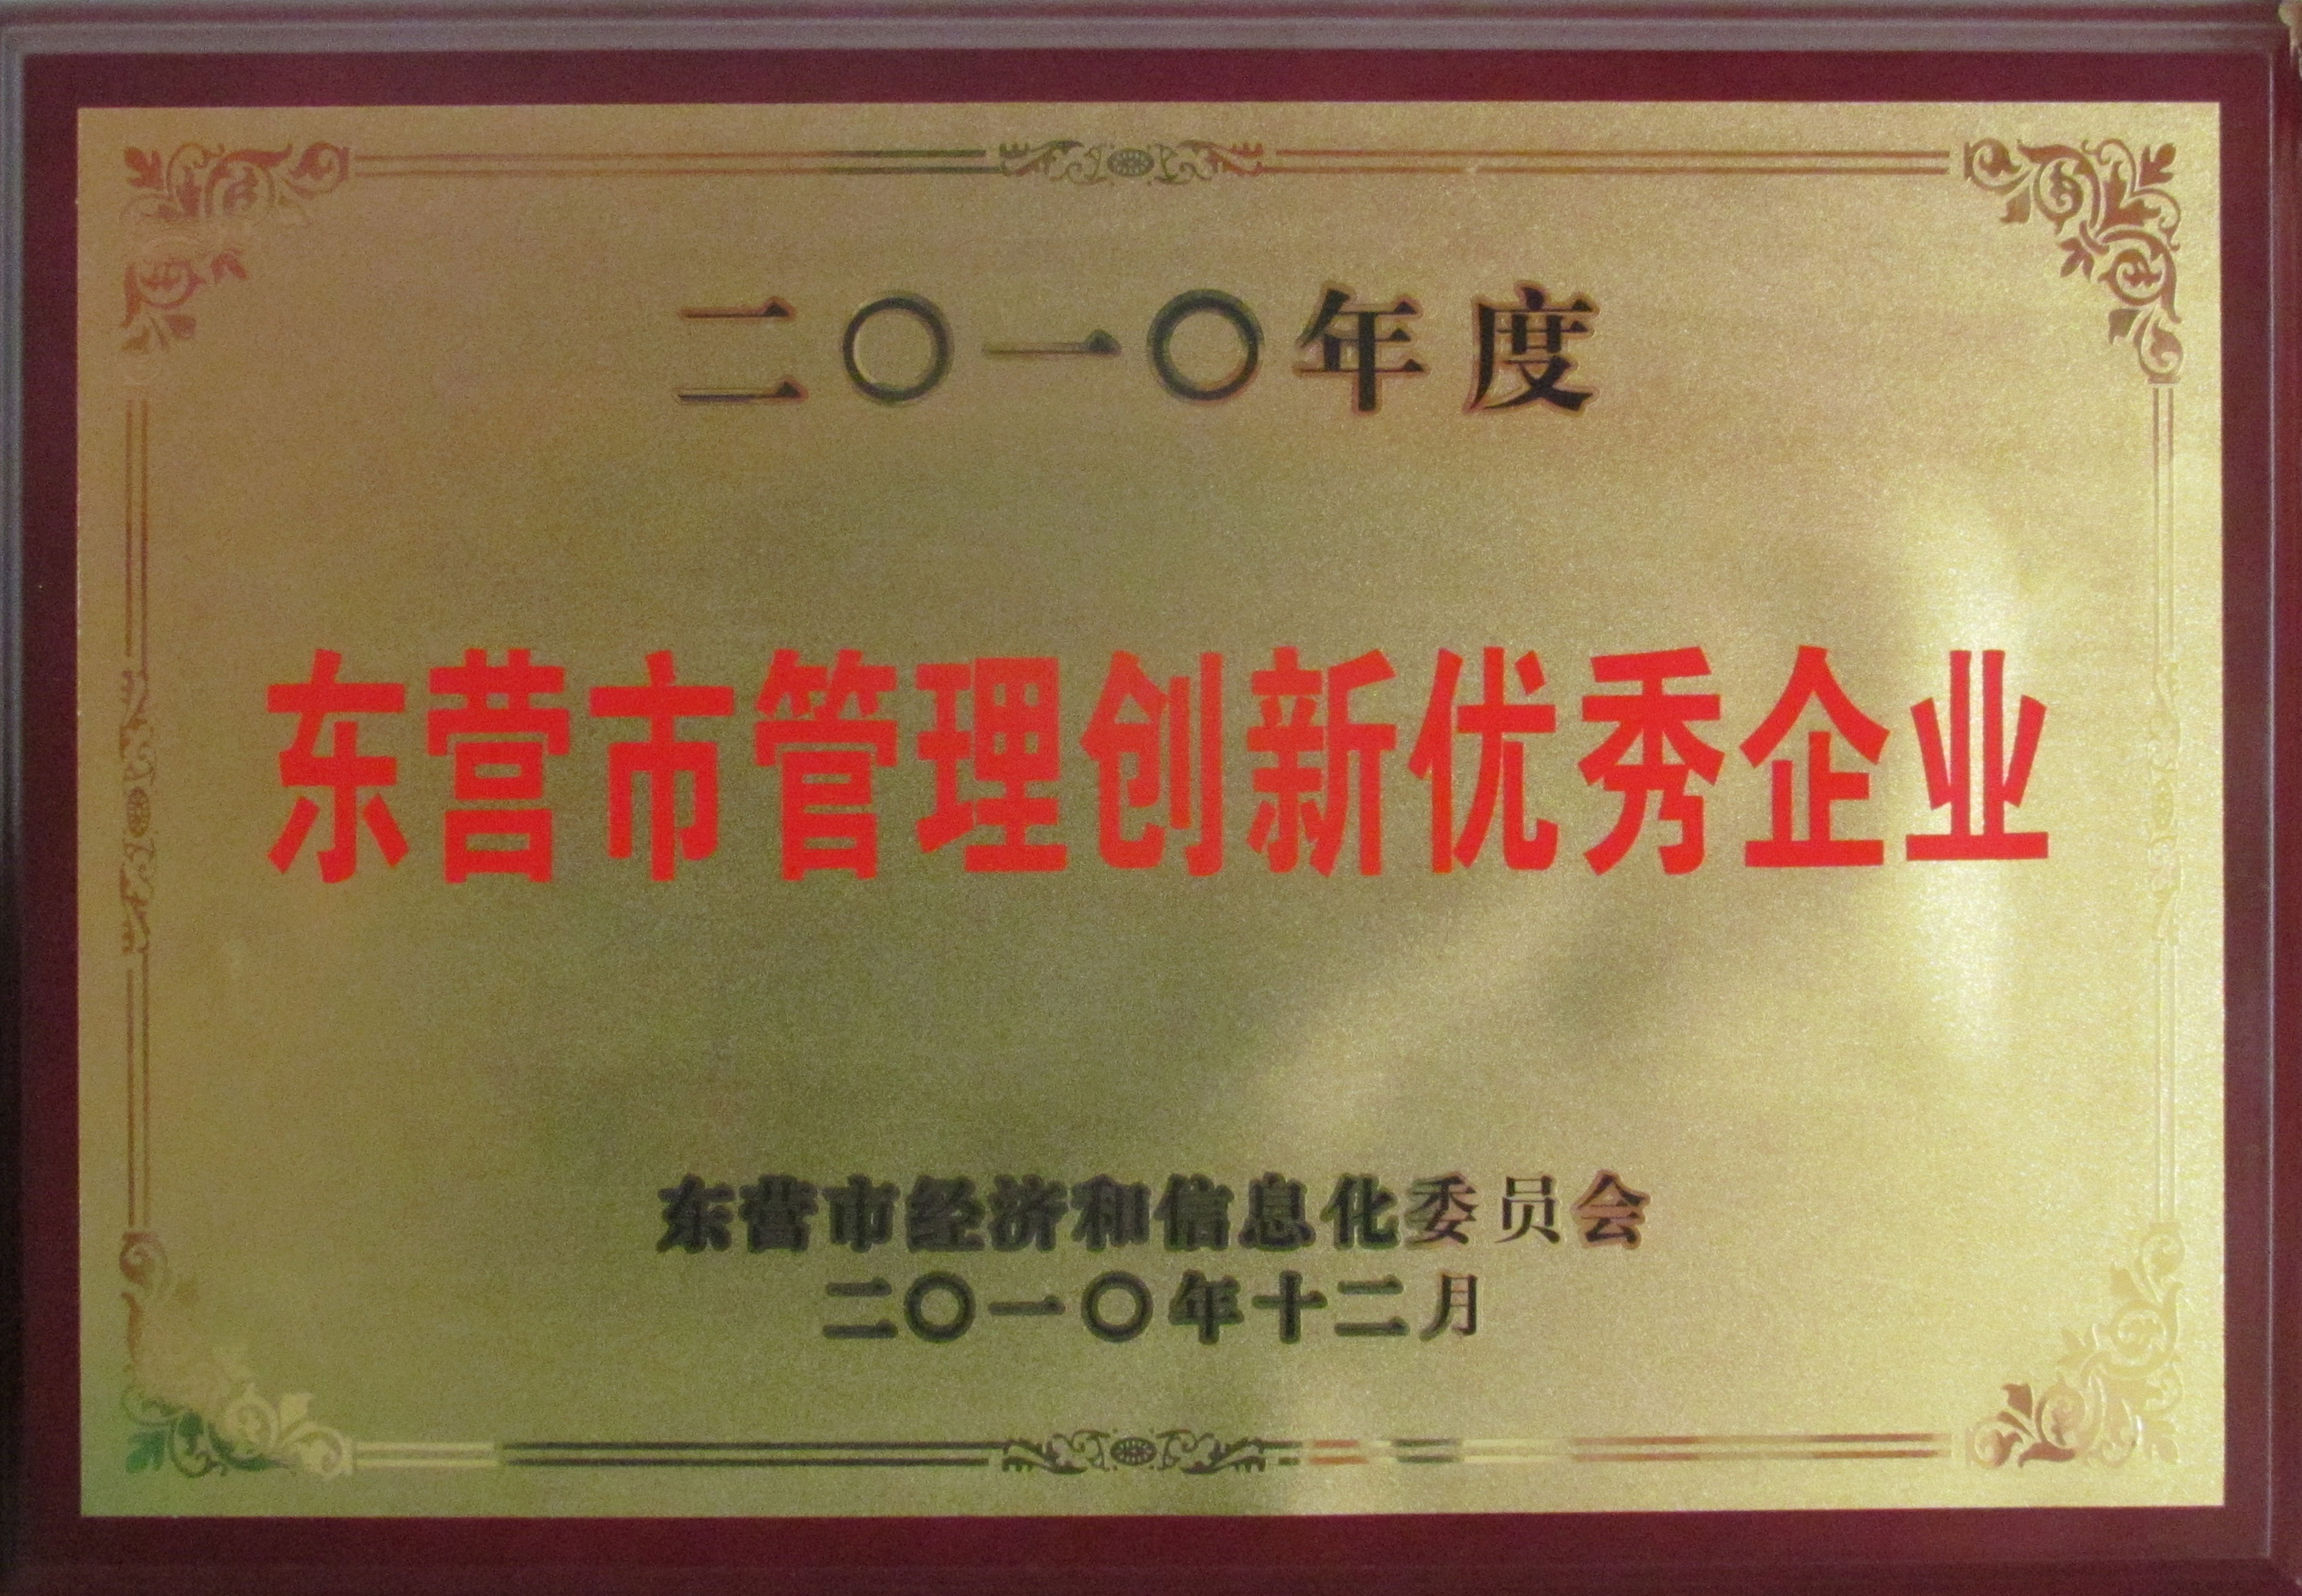 二〇一〇年度
东营市管理创新优秀企业
东营市经济和信息化委员会
二〇一〇年十二月